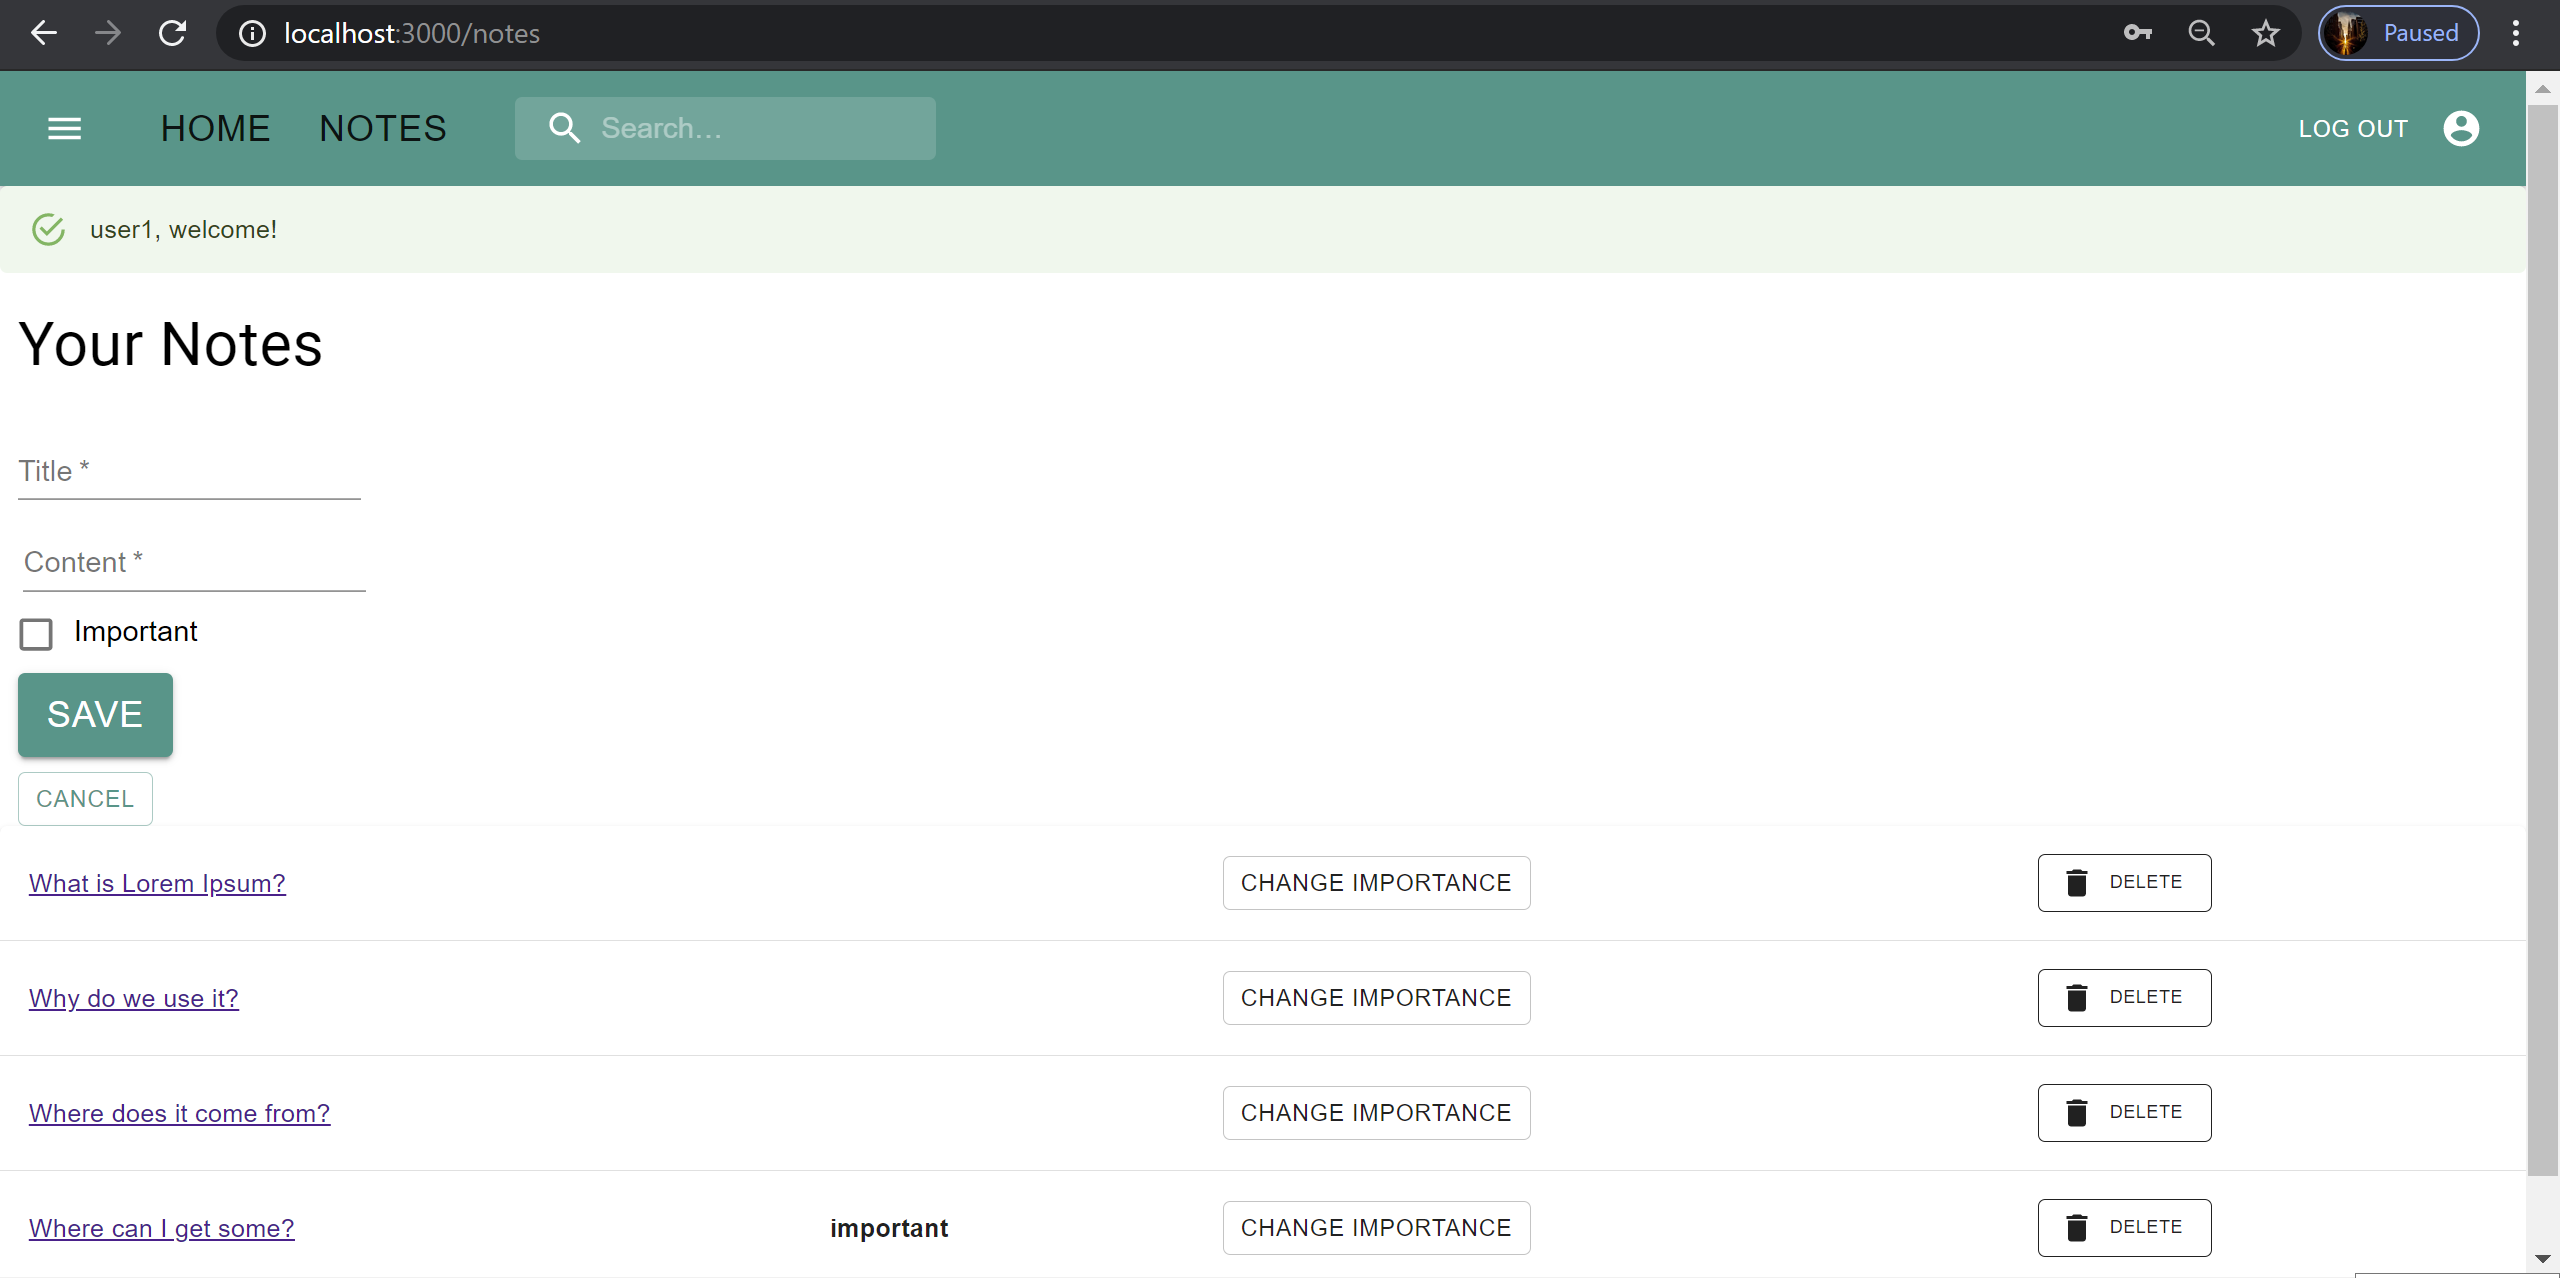 localhost:3000/notes Paused
HOME NOTES Search... LOG OUT
user1, welcome!
Your Notes
Title *
Content *
Important
SAVE
CANCEL
What is Lorem Ipsum? CHANGE IMPORTANCE DELETE
Why do we use it? CHANGE IMPORTANCE DELETE
Where does it come from? CHANGE IMPORTANCE DELETE
Where can I get some? important CHANGE IMPORTANCE DELETE